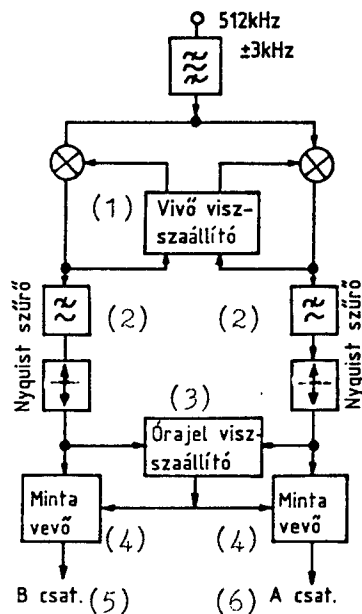 512kHz
±3kHz
(1)
Vivő visz-
szaállító
Nyquist szűrő
(2)
(2)
Nyquist szűrő
(3)
Órajel visz-
szaállító
Minta
vevő
(4)
(4)
Minta
vevő
B csat. (5)
(6) A csat.